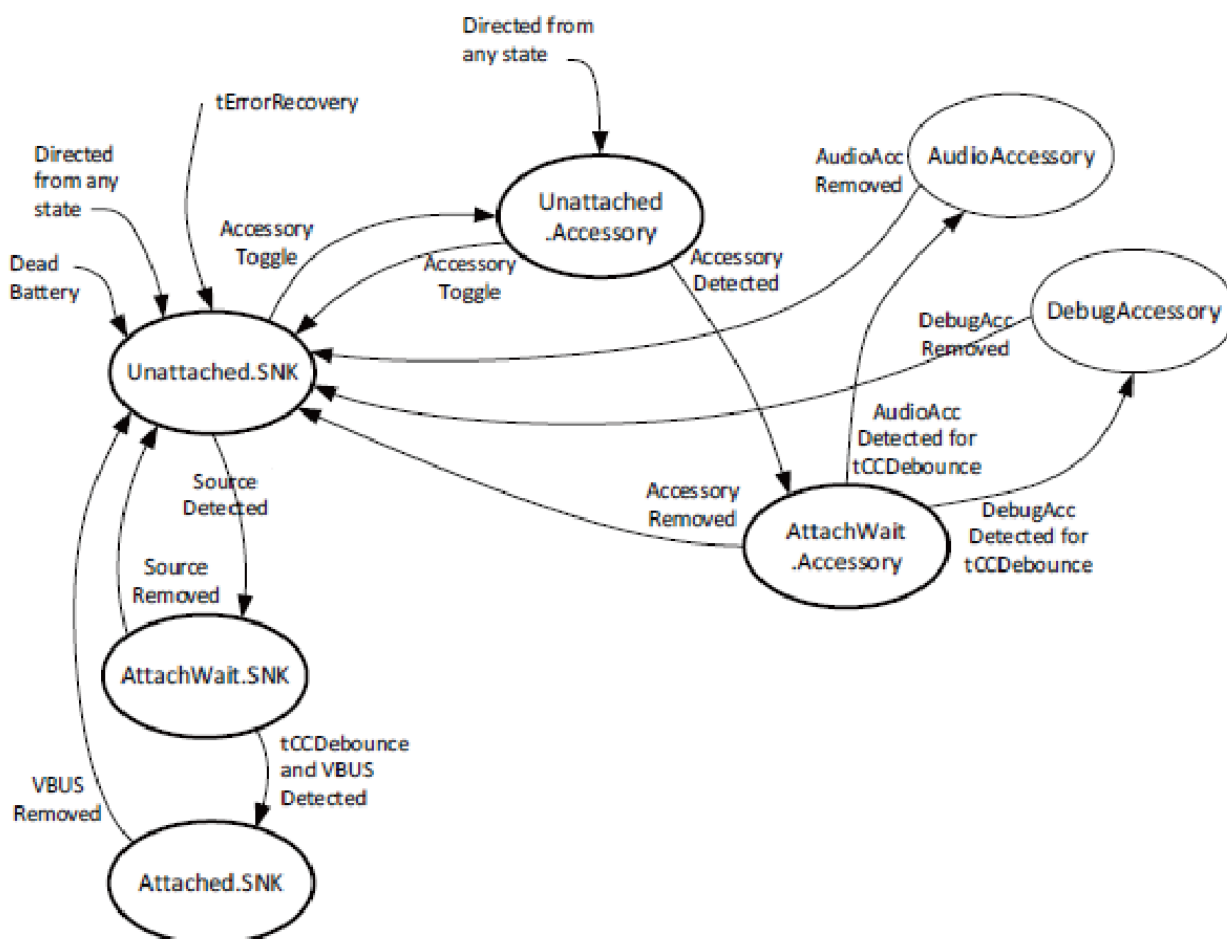 Directed from
any state
tErrorRecovery
Directed
from any
state
Dead
Battery
Accessory
Toggle
Unattached
.Accessory
Accessory
Toggle
Accessory
Detected
AudioAcc
Removed
AudioAccessory
DebugAccessory
DebugAcc
Removed
Unattached.SNK
AudioAcc
Detected for
tCCDebounce
Source
Detected
Accessory
Removed
AttachWait
.Accessory
DebugAcc
Detected for
tCCDebounce
Source
Removed
AttachWait.SNK
tCCDebounce
and VBUS
Detected
VBUS
Removed
Attached.SNK